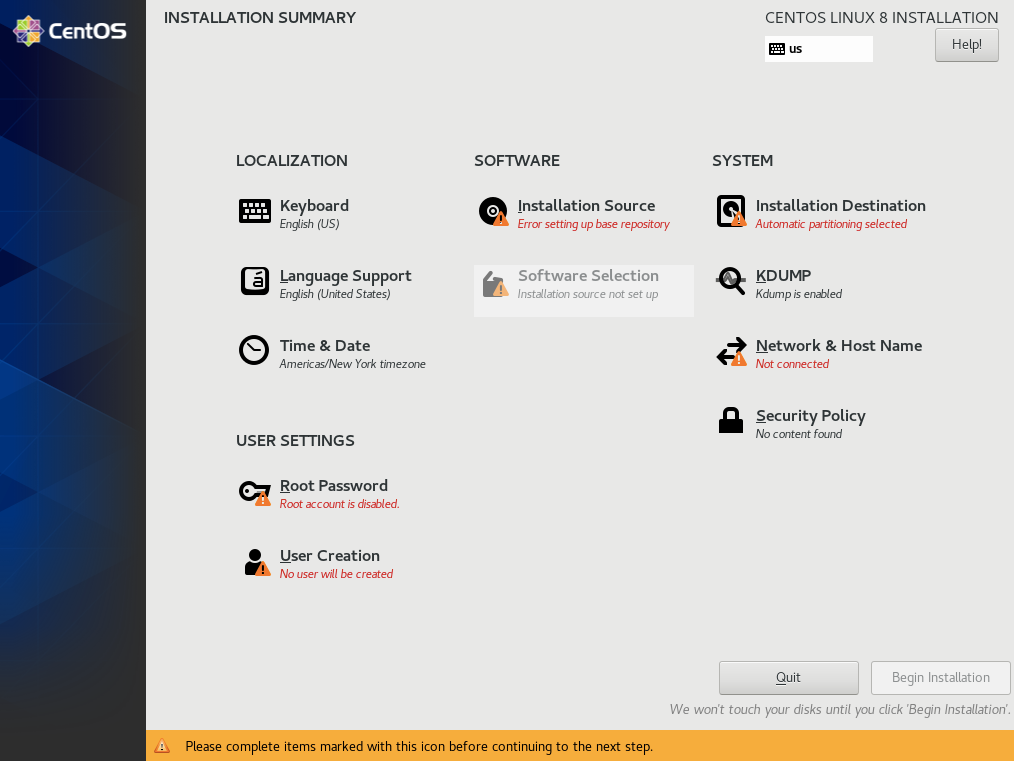 CentOS
INSTALLATION SUMMARY
CENTOS LINUX 8 INSTALLATION
us
Help!
LOCALIZATION
Keyboard
English (US)
Language Support
English (United States)
Time & Date
Americas/New York timezone
SOFTWARE
Installation Source
Error setting up base repository
Software Selection
Installation source not set up
SYSTEM
Installation Destination
Automatic partitioning selected
KDUMP
Kdump is enabled
Network & Host Name
Not connected
Security Policy
No content found
USER SETTINGS
Root Password
Root account is disabled.
User Creation
No user will be created
Quit
Begin Installation
We won't touch your disks until you click 'Begin Installation'.
Please complete items marked with this icon before continuing to the next step.